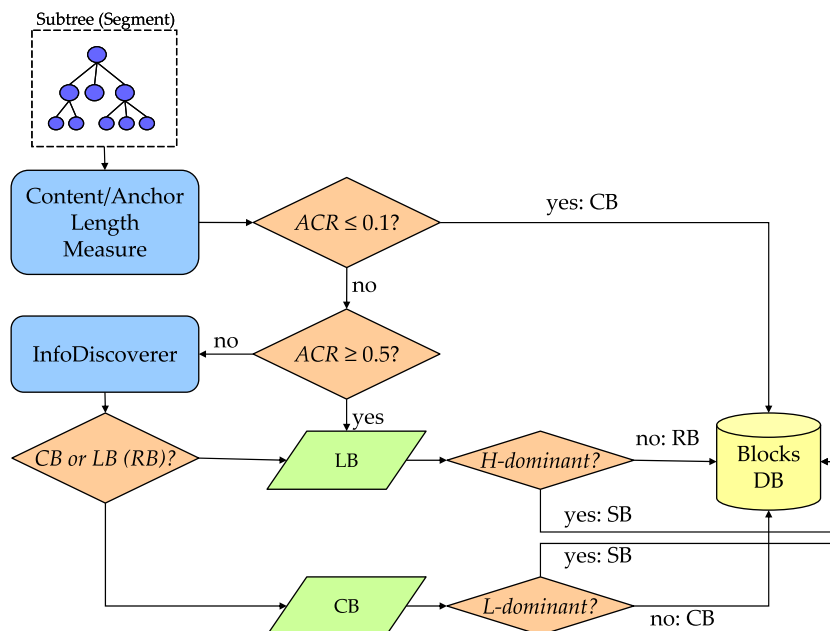 Subtree (Segment)
Content/Anchor
Length
Measure
ACR ≤ 0.1?
yes: CB
no
InfoDiscoverer
no
ACR ≥ 0.5?
yes
CB or LB (RB)?
LB
H-dominant?
no: RB
Blocks
DB
yes: SB
yes: SB
CB
L-dominant?
no: CB